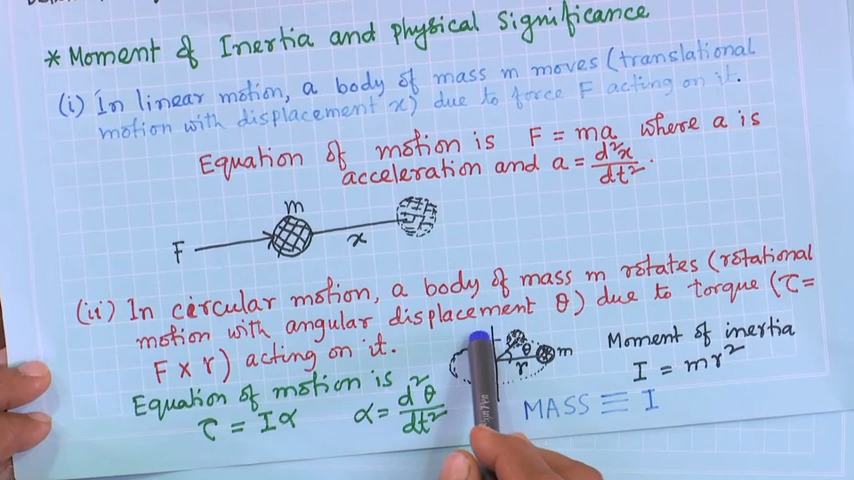 * Moment of Inertia and physical significance
(i) In linear motion, a body of mass m moves (translational
motion with displacement x) due to force F acting on it.
Equation of motion is F = ma where a is
acceleration and a = d²x/dt².
m
F
x
(ii) In circular motion, a body of mass m rotates (rotational
motion with angular displacement θ) due to torque (τ =
F × r) acting on it.
θ
m
r
Moment of inertia
I = mr²
Equation of motion is
τ = Iα α = d²θ/dt²
MASS ≡ I